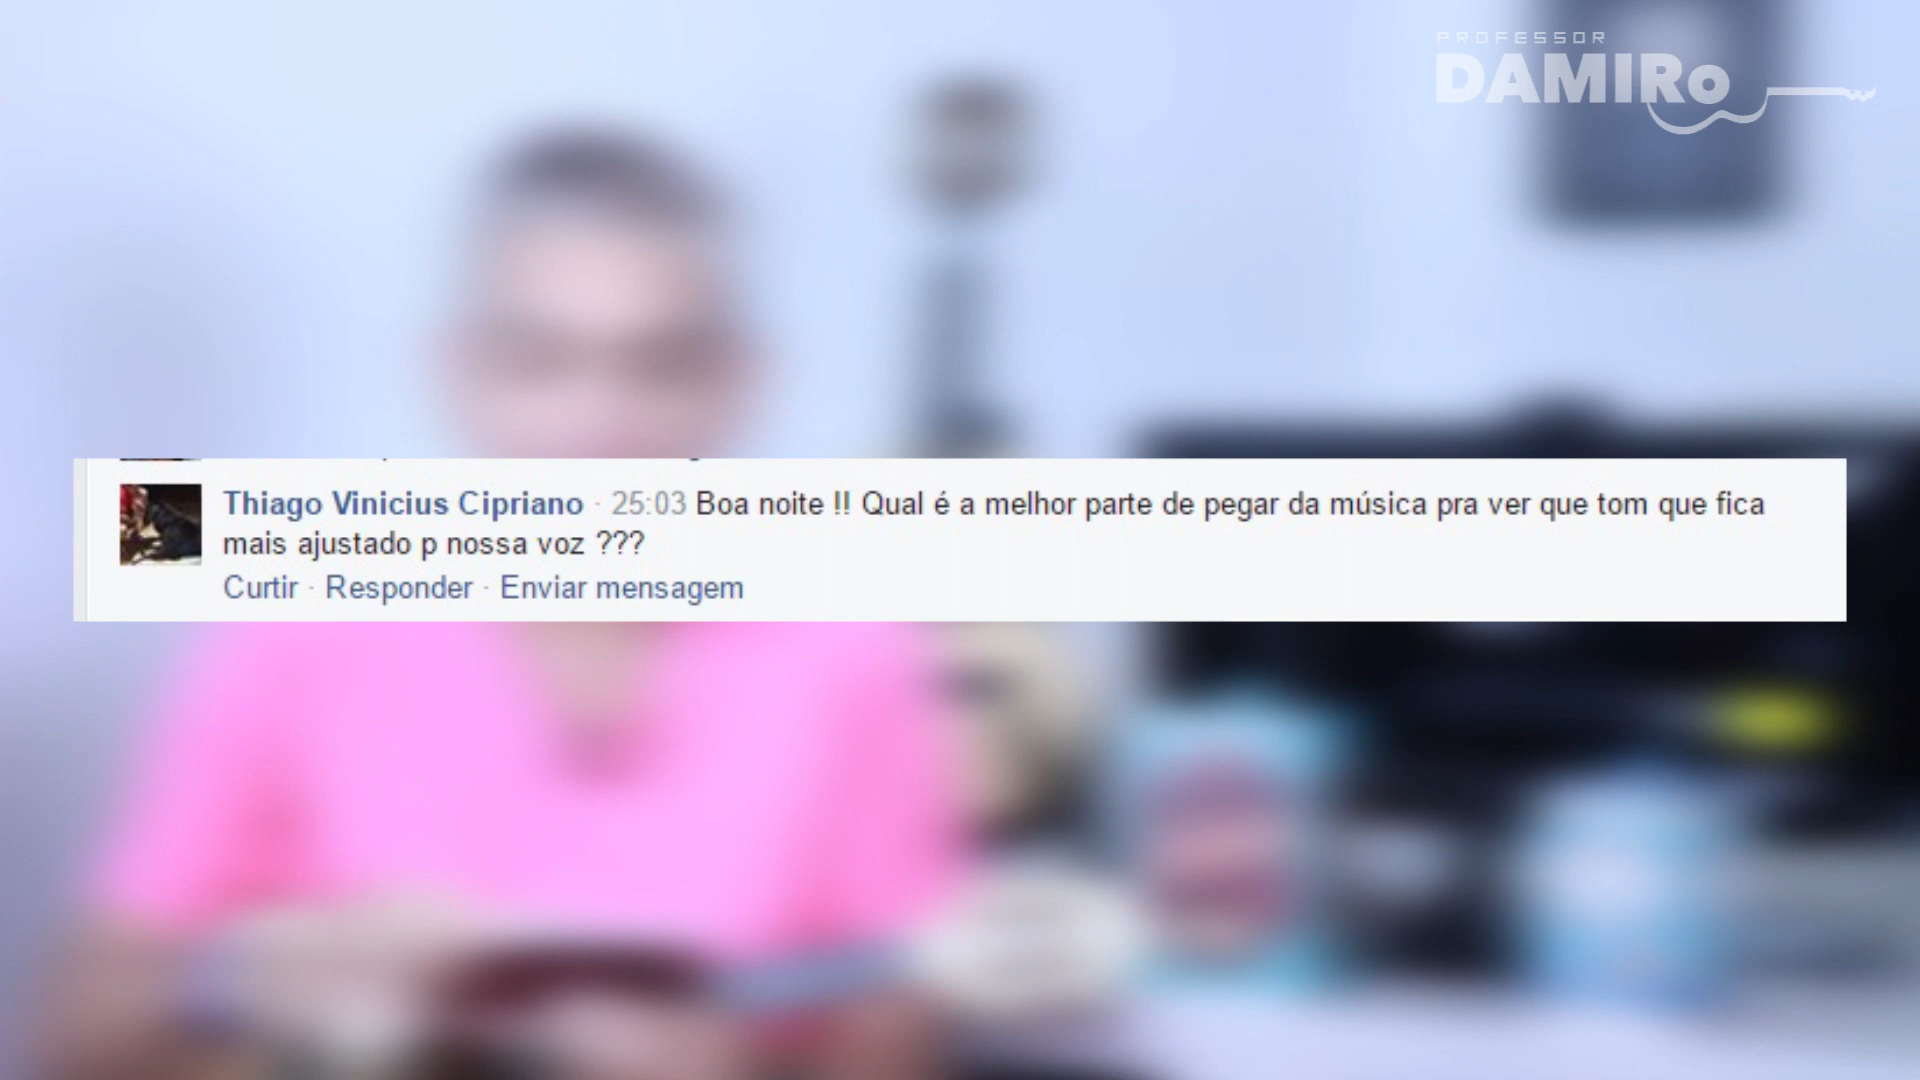 PROFESSOR
DAMIRo
Thiago Vinicius Cipriano · 25:03 Boa noite !! Qual é a melhor parte de pegar da música pra ver que tom que fica
mais ajustado p nossa voz ???
Curtir · Responder · Enviar mensagem